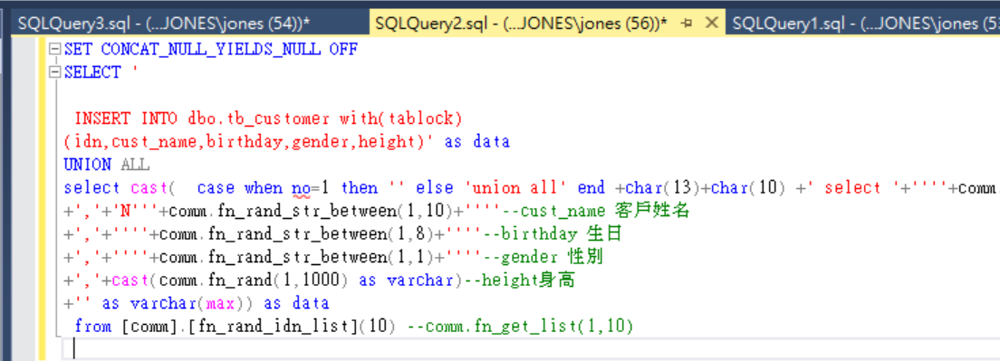 SQLQuery3.sql - (...JONES\jones (54))* SQLQuery2.sql - (...JONES\jones (56))* SQLQuery1.sql - (...JONES\jones (53
SET CONCAT_NULL_YIELDS_NULL OFF
SELECT '
INSERT INTO dbo.tb_customer with(tablock)
(idn,cust_name,birthday,gender,height)' as data
UNION ALL
select cast(  case when no=1 then '' else 'union all' end +char(13)+char(10) +' select '+''''+comm
+','+'N'''+comm.fn_rand_str_between(1,10)+''''--cust_name 客戶姓名
+','+''''+comm.fn_rand_str_between(1,8)+''''--birthday 生日
+','+''''+comm.fn_rand_str_between(1,1)+''''--gender 性別
+','+cast(comm.fn_rand(1,1000) as varchar)--height身高
+'' as varchar(max)) as data
from [comm].[fn_rand_idn_list](10) --comm.fn_get_list(1,10)